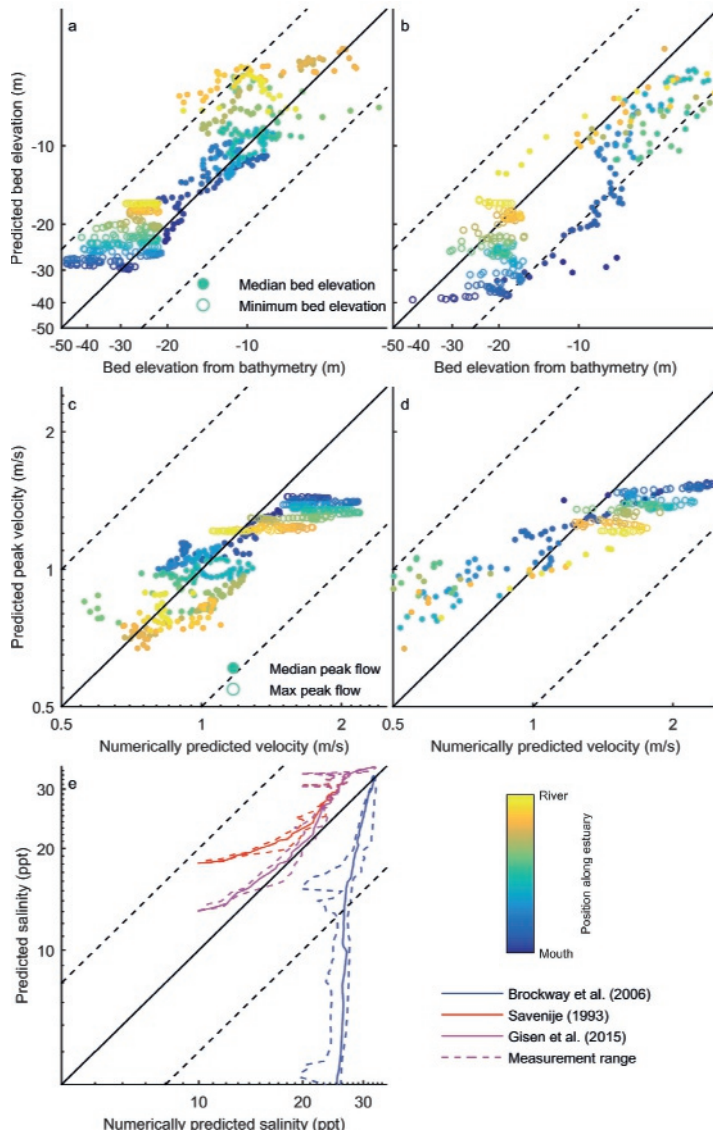 a
b
Predicted bed elevation (m)
-10
-20
-30
-40
-50
Median bed elevation
Minimum bed elevation
-50 -40 -30 -20 -10
-50 -40 -30 -20 -10
Bed elevation from bathymetry (m)
Bed elevation from bathymetry (m)
c
d
Predicted peak velocity (m/s)
2
1
0.5
Median peak flow
Max peak flow
0.5 1 2
0.5 1 2
Numerically predicted velocity (m/s)
Numerically predicted velocity (m/s)
e
Predicted salinity (ppt)
30
20
10
10 20 30
Numerically predicted salinity (ppt)
River
Position along estuary
Mouth
Brockway et al. (2006)
Savenije (1993)
Gisen et al. (2015)
Measurement range